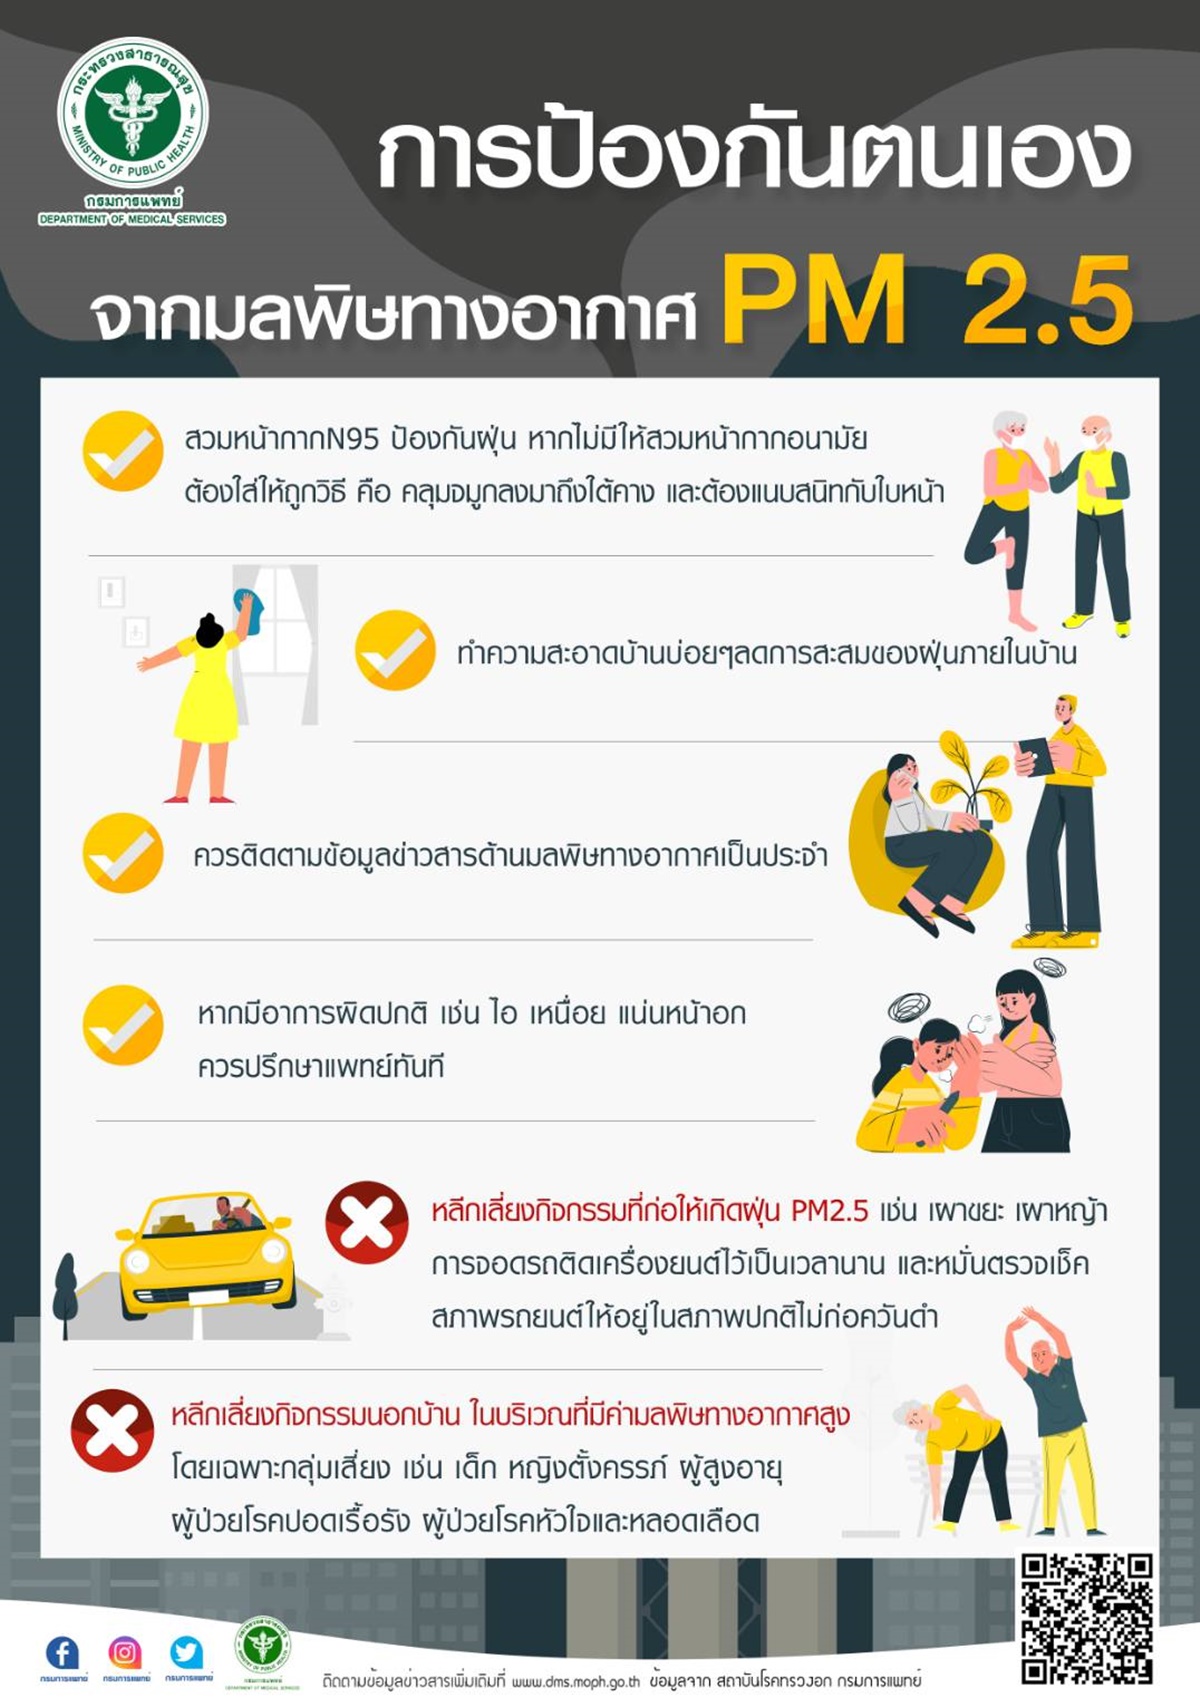 กระทรวงสาธารณสุข
MINISTRY OF PUBLIC HEALTH
กรมการแพทย์
DEPARTMENT OF MEDICAL SERVICES
การป้องกันตนเอง
จากมลพิษทางอากาศ PM 2.5
สวมหน้ากากN95 ป้องกันฝุ่น หากไม่มีให้สวมหน้ากากอนามัย
ต้องใส่ให้ถูกวิธี คือ คลุมจมูกลงมาถึงใต้คาง และต้องแนบสนิทกับใบหน้า
ทำความสะอาดบ้านบ่อยๆลดการสะสมของฝุ่นภายในบ้าน
ควรติดตามข้อมูลข่าวสารด้านมลพิษทางอากาศเป็นประจำ
หากมีอาการผิดปกติ เช่น ไอ เหนื่อย แน่นหน้าอก
ควรปรึกษาแพทย์ทันที
หลีกเลี่ยงกิจกรรมที่ก่อให้เกิดฝุ่น PM2.5 เช่น เผาขยะ เผาหญ้า
การจอดรถติดเครื่องยนต์ไว้เป็นเวลานาน และหมั่นตรวจเช็ค
สภาพรถยนต์ให้อยู่ในสภาพปกติไม่ก่อควันดำ
หลีกเลี่ยงกิจกรรมนอกบ้าน ในบริเวณที่มีค่ามลพิษทางอากาศสูง
โดยเฉพาะกลุ่มเสี่ยง เช่น เด็ก หญิงตั้งครรภ์ ผู้สูงอายุ
ผู้ป่วยโรคปอดเรื้อรัง ผู้ป่วยโรคหัวใจและหลอดเลือด
กรมการแพทย์ กรมการแพทย์ กรมการแพทย์
กรมการแพทย์
DEPARTMENT OF MEDICAL SERVICES
ติดตามข้อมูลข่าวสารเพิ่มเติมที่ www.dms.moph.go.th ข้อมูลจาก สถาบันโรคทรวงอก กรมการแพทย์